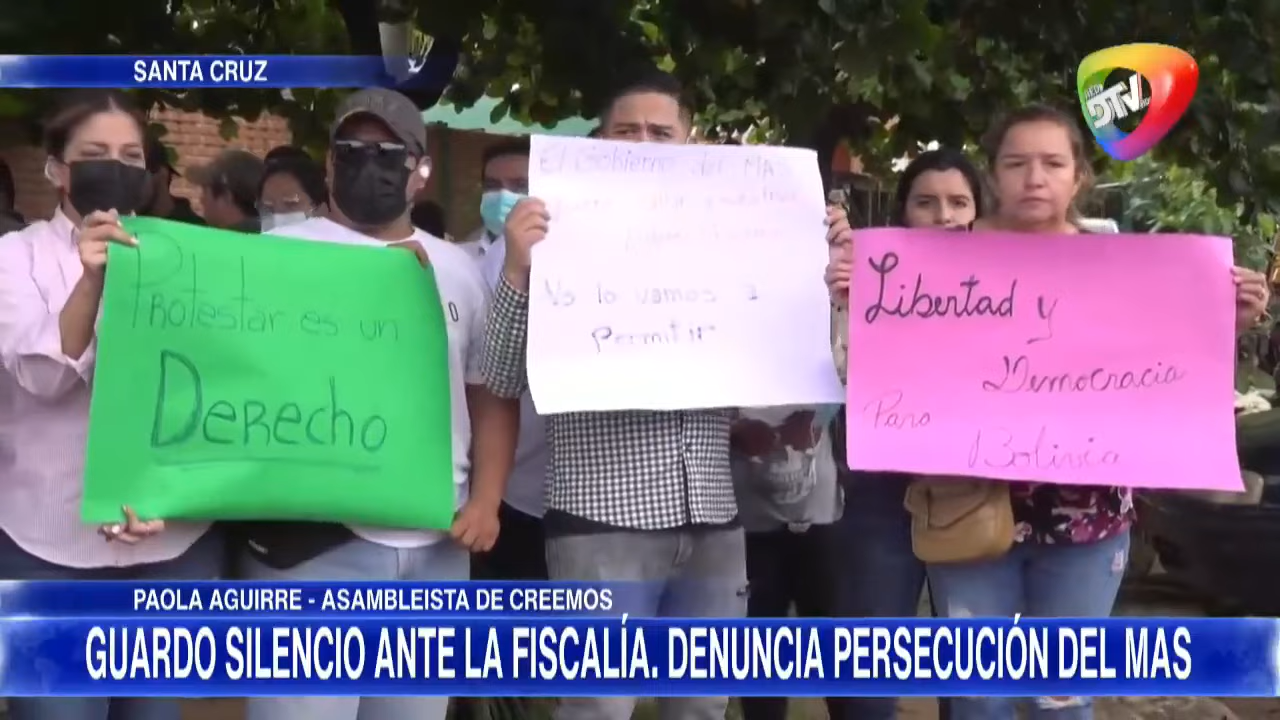 SANTA CRUZ
DTV
Protestar es un
Derecho
El Gobierno del MAS
No lo vamos a
Permitir
Libertad y
Democracia
Para
Bolivia
PAOLA AGUIRRE - ASAMBLEISTA DE CREEMOS
GUARDO SILENCIO ANTE LA FISCALÍA. DENUNCIA PERSECUCIÓN DEL MAS